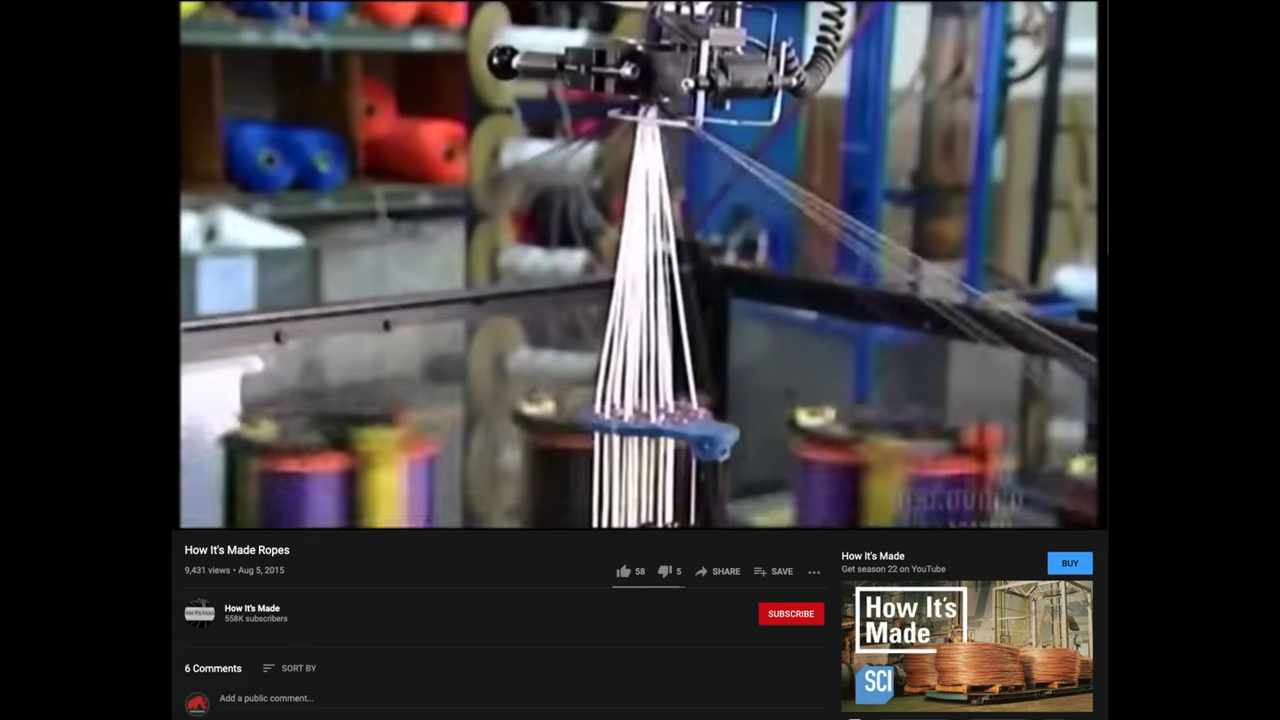 How It's Made Ropes
9,431 views • Aug 5, 2015
58
5
SHARE
SAVE
How It's Made
558K subscribers
SUBSCRIBE
6 Comments
SORT BY
Add a public comment...
How It's Made
Get season 22 on YouTube
BUY
How It's
Made
SCI